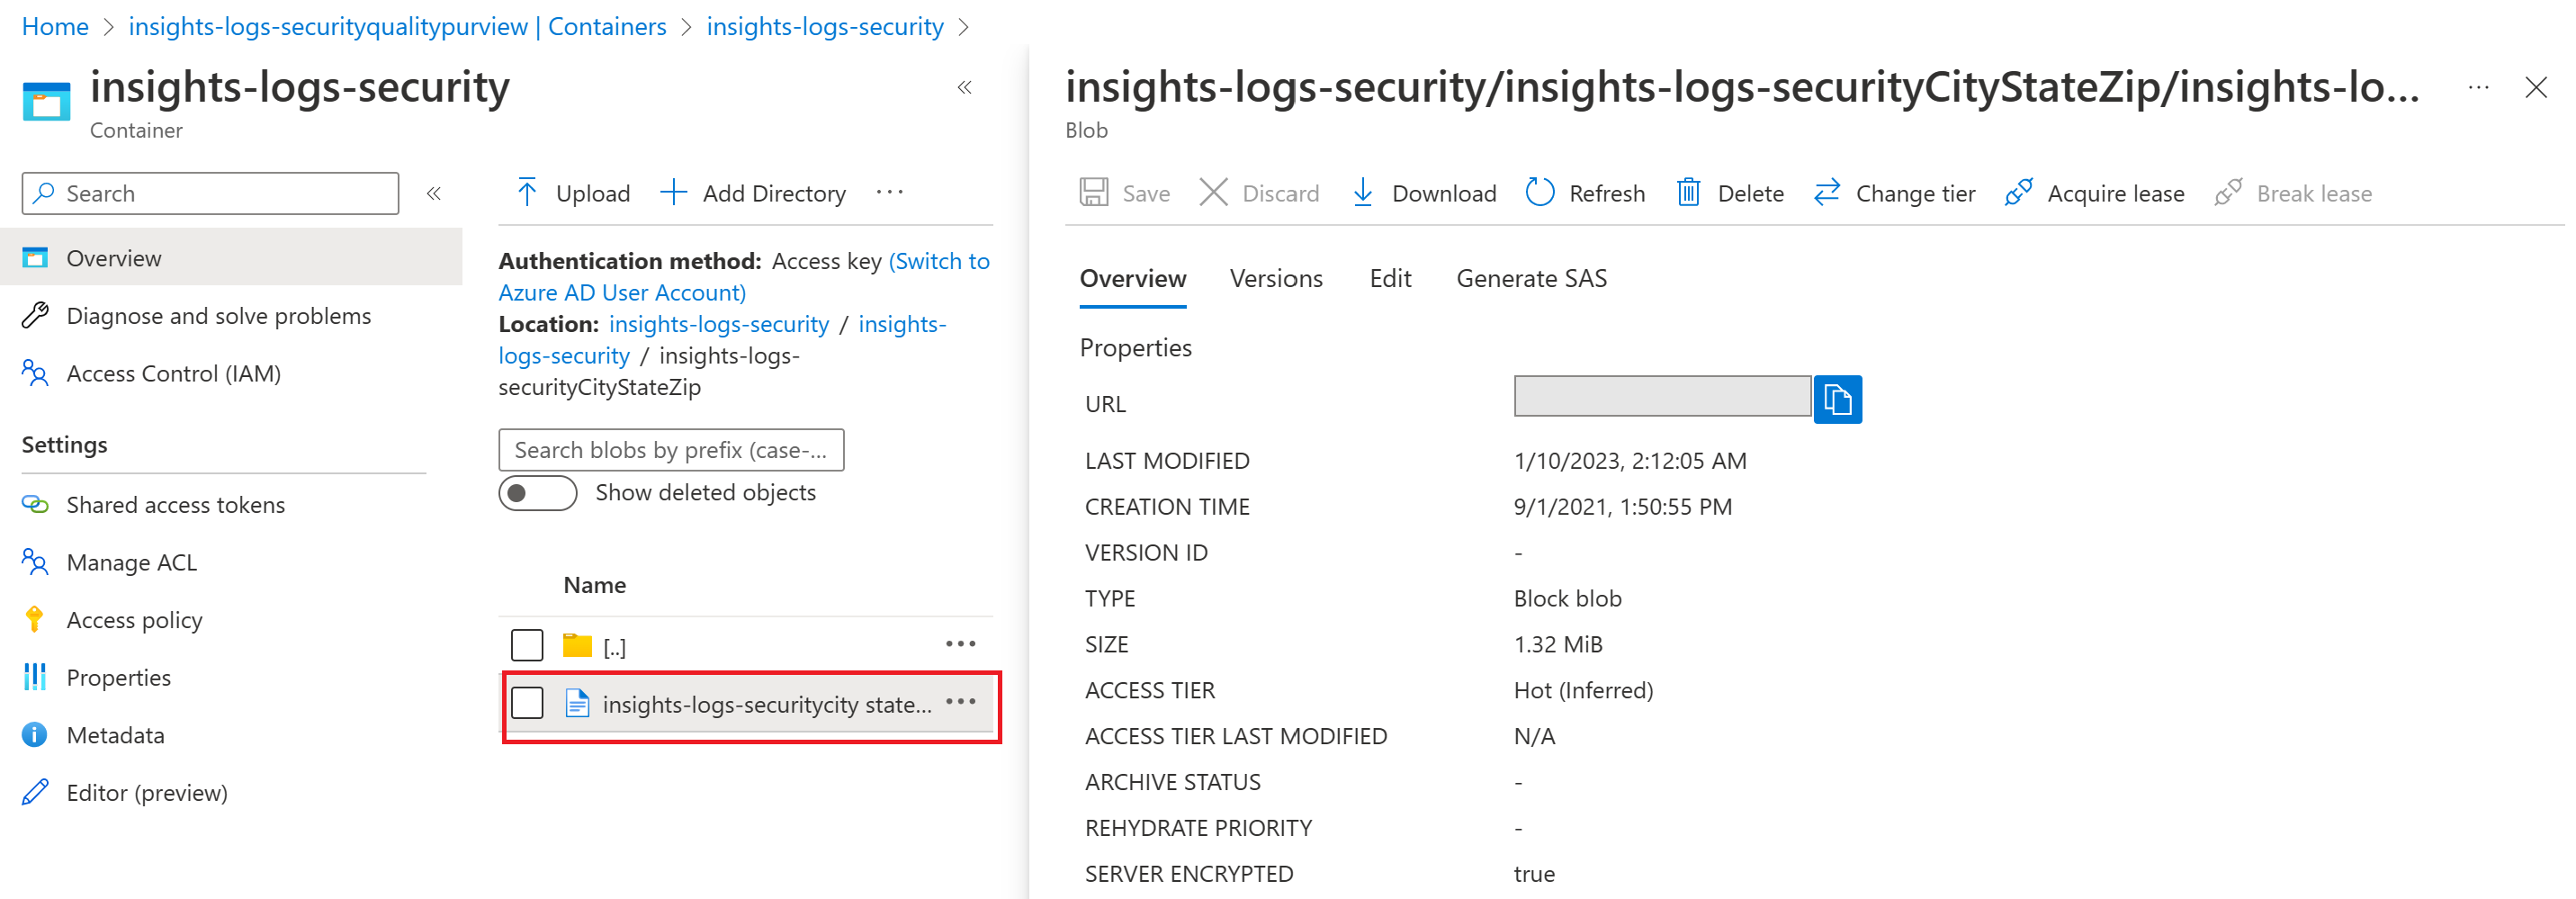 Home > insights-logs-securityqualitypurview | Containers > insights-logs-security >
insights-logs-security
Container
Search
Overview
Diagnose and solve problems
Access Control (IAM)
Settings
Shared access tokens
Manage ACL
Access policy
Properties
Metadata
Editor (preview)
Upload Add Directory ...
Authentication method: Access key (Switch to
Azure AD User Account)
Location: insights-logs-security / insights-
logs-security / insights-logs-
securityCityStateZip
Search blobs by prefix (case-...
Show deleted objects
Name
[..]
insights-logs-securitycity state...
insights-logs-security/insights-logs-securityCityStateZip/insights-lo...
Blob
Save Discard Download Refresh Delete Change tier Acquire lease Break lease
Overview Versions Edit Generate SAS
Properties
URL
LAST MODIFIED 1/10/2023, 2:12:05 AM
CREATION TIME 9/1/2021, 1:50:55 PM
VERSION ID -
TYPE Block blob
SIZE 1.32 MiB
ACCESS TIER Hot (Inferred)
ACCESS TIER LAST MODIFIED N/A
ARCHIVE STATUS -
REHYDRATE PRIORITY -
SERVER ENCRYPTED true